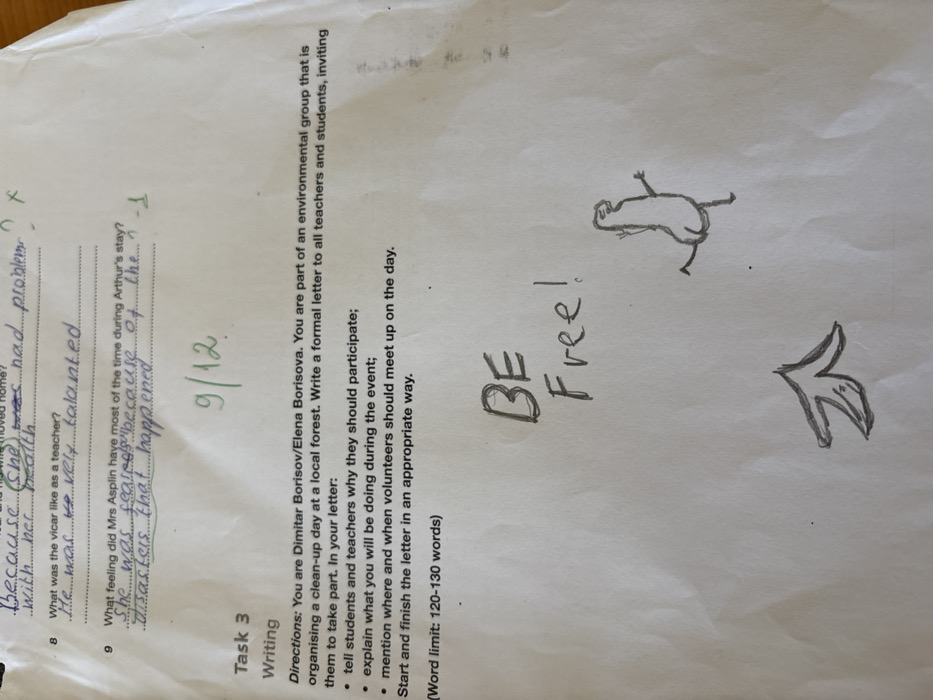 because she had problem
with her health
8 What was the vicar like as a teacher?
He was very talanted
9 What feeling did Mrs Asplin have most of the time during Arthur's stay?
She was because of the
disasters that happened -1
9/12.
Task 3
Writing
Directions: You are Dimitar Borisov/Elena Borisova. You are part of an environmental group that is
organising a clean-up day at a local forest. Write a formal letter to all teachers and students, inviting
them to take part. In your letter:
• tell students and teachers why they should participate;
• explain what you will be doing during the event;
• mention where and when volunteers should meet up on the day.
Start and finish the letter in an appropriate way.
(Word limit: 120-130 words)
BE
Free!